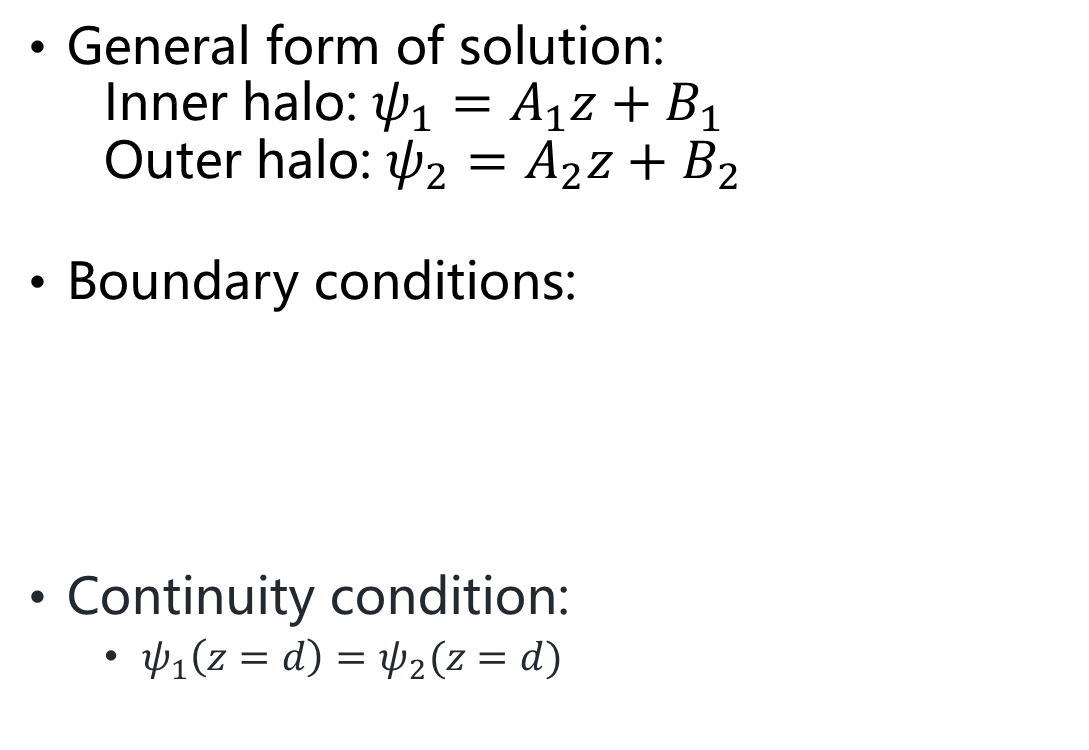 • General form of solution:
Inner halo: 𝜓₁ = 𝐴₁𝑧 + 𝐵₁
Outer halo: 𝜓₂ = 𝐴₂𝑧 + 𝐵₂
• Boundary conditions:
• Continuity condition:
• 𝜓₁(𝑧 = 𝑑) = 𝜓₂(𝑧 = 𝑑)